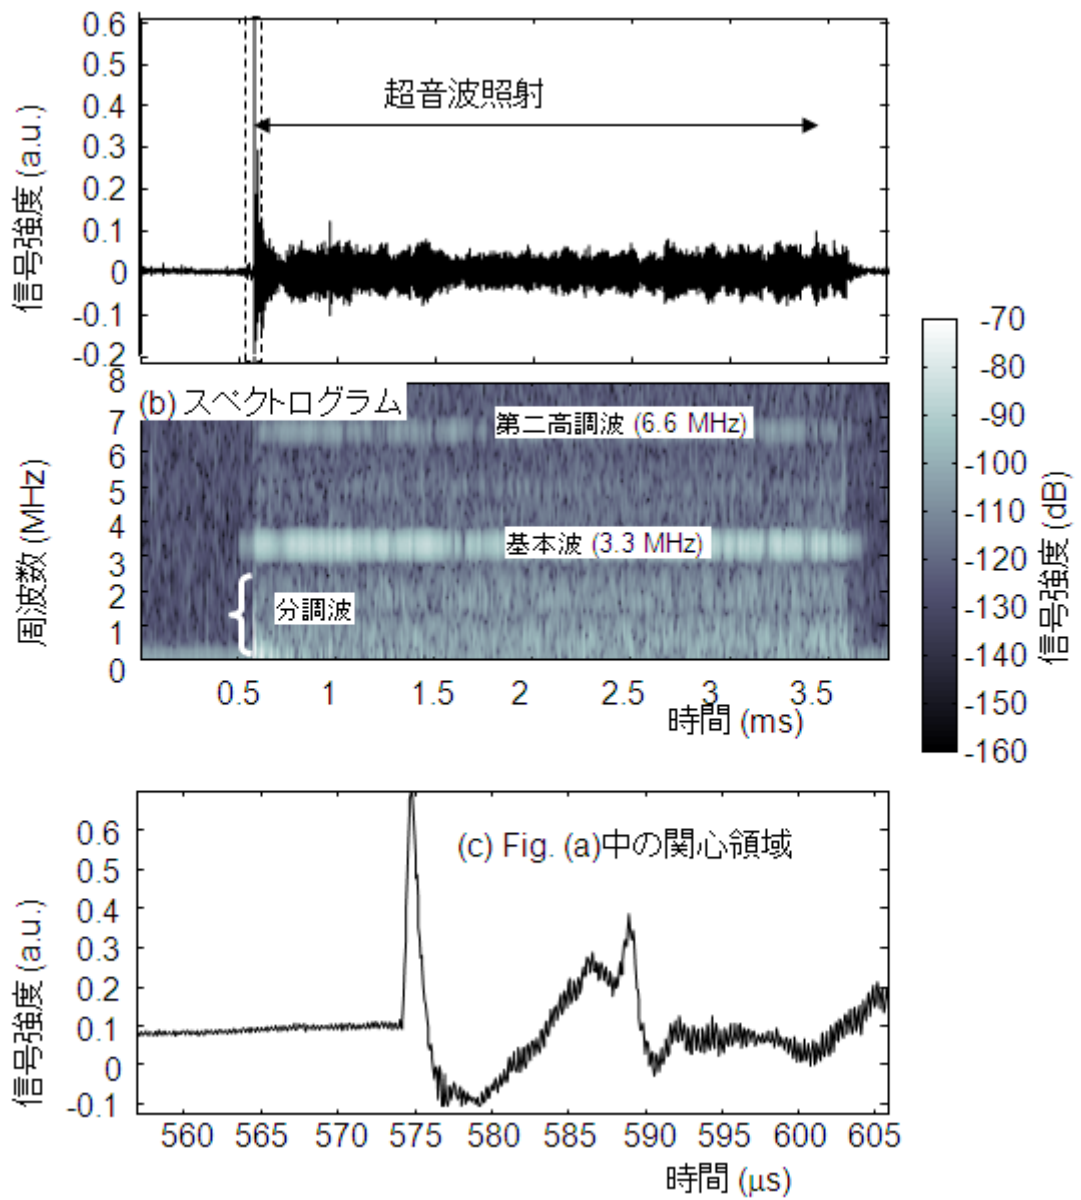 0.6
0.5
0.4
0.3
0.2
0.1
0
-0.1
-0.2
信号強度 (a.u.)
超音波照射
8
7
6
5
4
3
2
1
0
周波数 (MHz)
(b) スペクトログラム
第二高調波 (6.6 MHz)
基本波 (3.3 MHz)
分調波
0.5 1 1.5 2 2.5 3 3.5
時間 (ms)
-70
-80
-90
-100
-110
-120
-130
-140
-150
-160
信号強度 (dB)
(c) Fig. (a)中の関心領域
0.6
0.5
0.4
0.3
0.2
0.1
0
-0.1
信号強度 (a.u.)
560 565 570 575 580 585 590 595 600 605
時間 (μs)